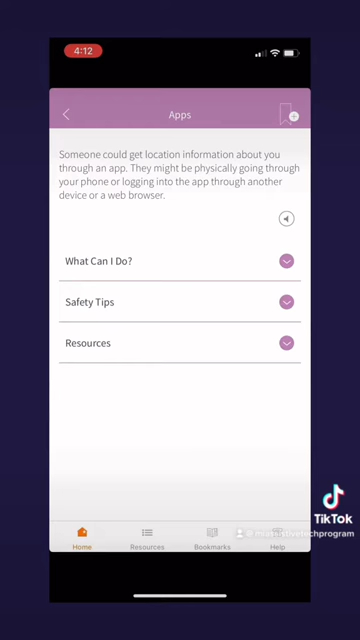 4:12
Apps
Someone could get location information about you
through an app. They might be physically going through
your phone or logging into the app through another
device or a web browser.
What Can I Do?
Safety Tips
Resources
TikTok
Home
Resources
Bookmarks
Help